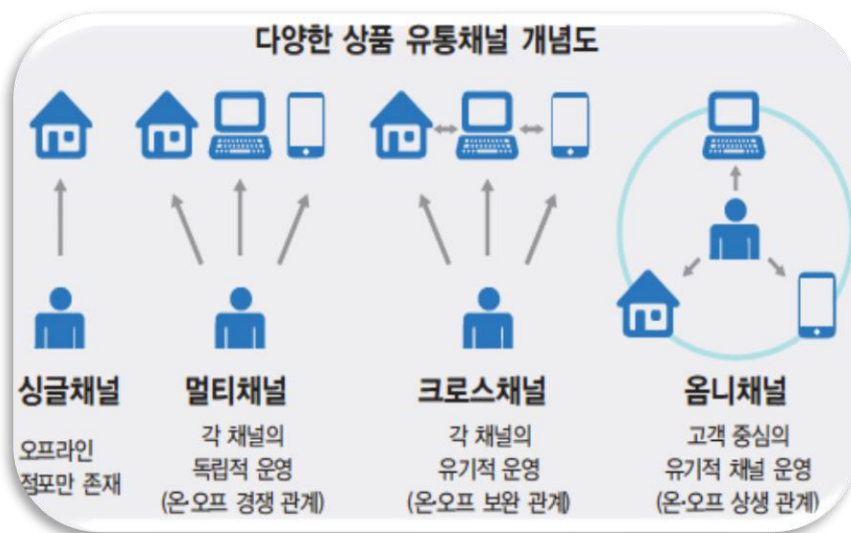 다양한 상품 유통채널 개념도
싱글채널
오프라인
점포만 존재
멀티채널
각 채널의
독립적 운영
(온·오프 경쟁 관계)
크로스채널
각 채널의
유기적 운영
(온·오프 보완 관계)
옴니채널
고객 중심의
유기적 채널 운영
(온·오프 상생 관계)